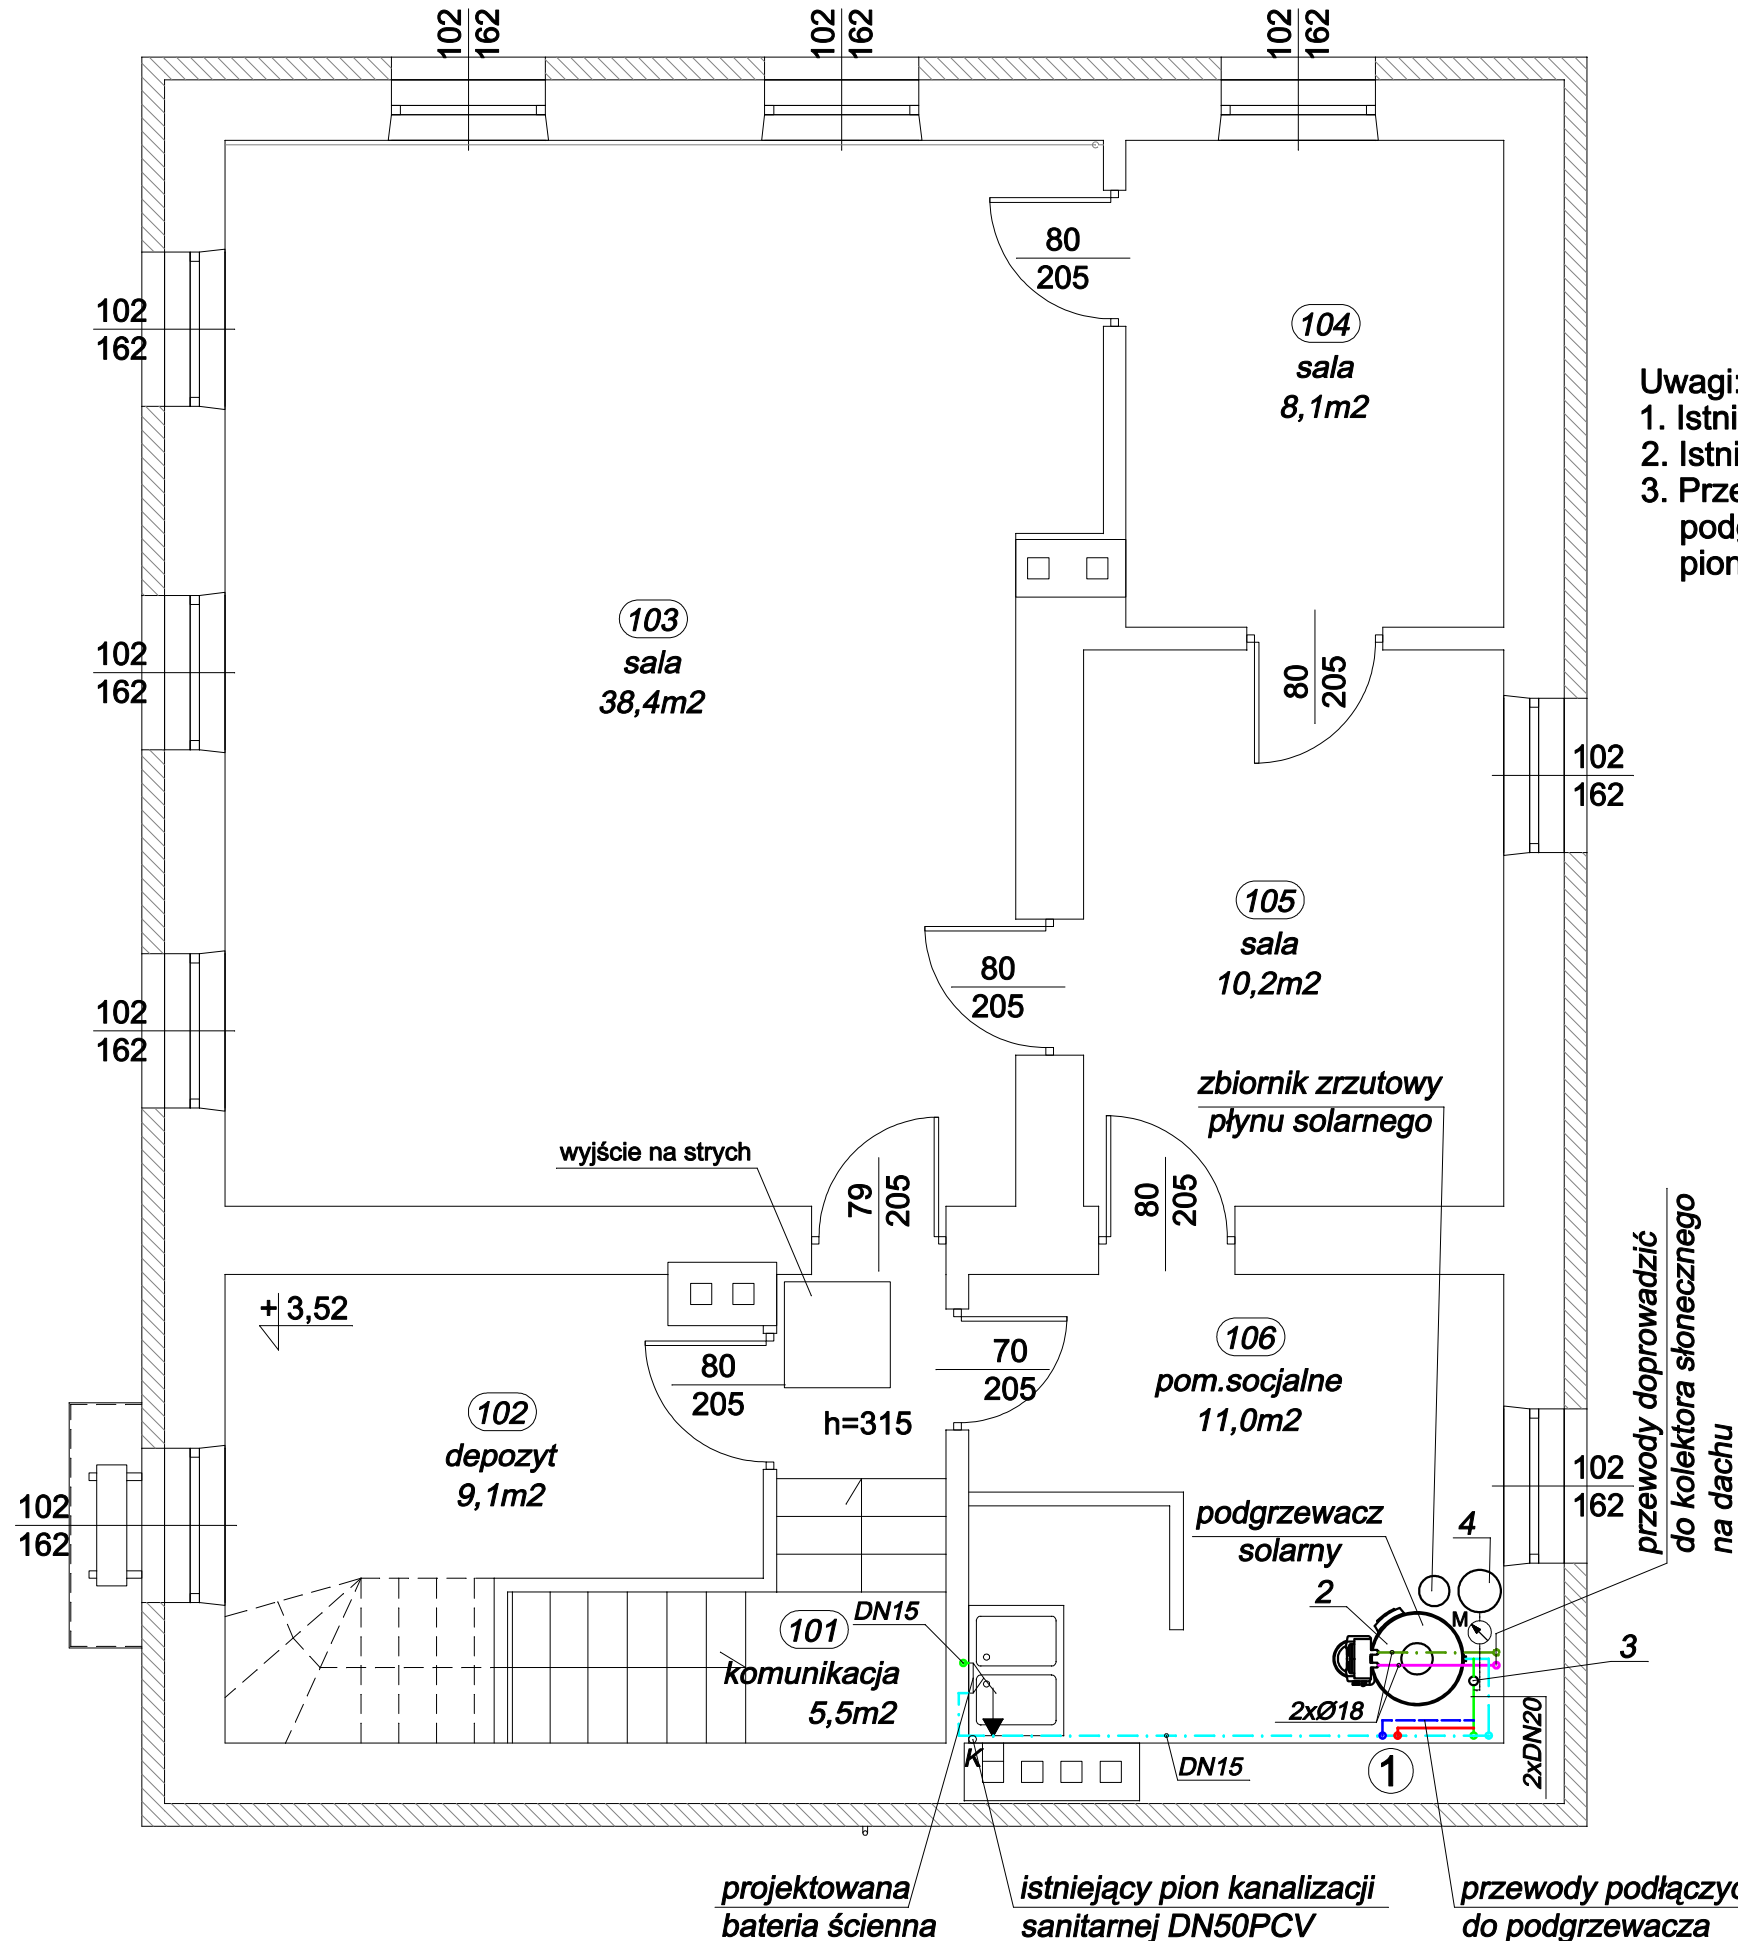 102
162
102
162
102
162
80
205
104
sala
8,1m2
102
162
Uwagi:
1. Istni
2. Istni
3. Prze
pod
pion
103
sala
38,4m2
102
162
80
205
102
162
105
sala
10,2m2
80
205
102
162
zbiornik zrzutowy
płynu solarnego
wyjście na strych
79
205
80
205
przewody doprowadzić
do kolektora słonecznego
na dachu
+ 3,52
106
pom.socjalne
11,0m2
70
205
80
205
102
depozyt
9,1m2
h=315
102
162
102
162
podgrzewacz
solarny
4
2
M
3
101
komunikacja
5,5m2
DN15
2xØ18
2xDN20
K
DN15
1
projektowana
bateria ścienna
istniejący pion kanalizacji
sanitarnej DN50PCV
przewody podłączyć
do podgrzewacza